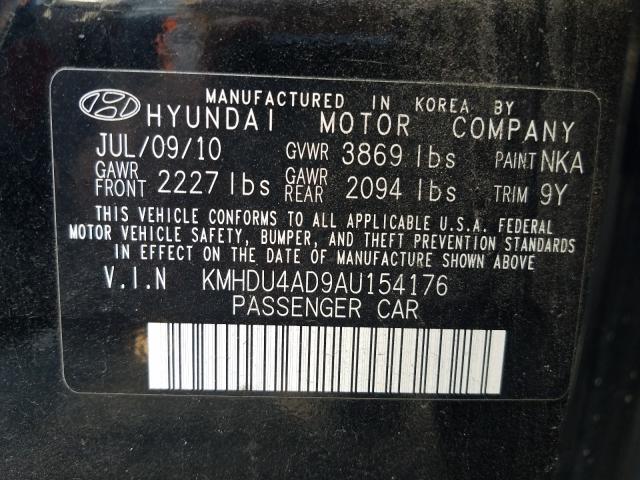 MANUFACTURED IN KOREA BY
HYUNDAI MOTOR COMPANY
JUL/09/10 GVWR 3869 lbs PAINT NKA
GAWR FRONT 2227 lbs GAWR REAR 2094 lbs TRIM 9Y
THIS VEHICLE CONFORMS TO ALL APPLICABLE U.S.A. FEDERAL
MOTOR VEHICLE SAFETY, BUMPER, AND THEFT PREVENTION STANDARDS
IN EFFECT ON THE DATE OF MANUFACTURE SHOWN ABOVE.
V.I.N KMHDU4AD9AU154176
PASSENGER CAR